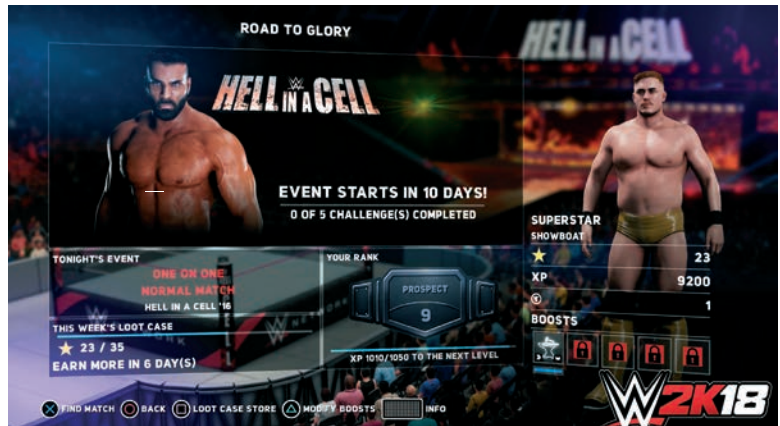 ROAD TO GLORY
HELL IN A CELL
HELL IN A CELL
EVENT STARTS IN 10 DAYS!
0 OF 5 CHALLENGE(S) COMPLETED
TONIGHT'S EVENT
ONE ON ONE
NORMAL MATCH
HELL IN A CELL '16
THIS WEEK'S LOOT CASE
23 / 35
EARN MORE IN 6 DAY(S)
YOUR RANK
PROSPECT
9
XP 1010/1050 TO THE NEXT LEVEL
SUPERSTAR
SHOWBOAT
23
XP
9200
1
BOOSTS
FIND MATCH
BACK
LOOT CASE STORE
MODIFY BOOSTS
INFO
W2K18